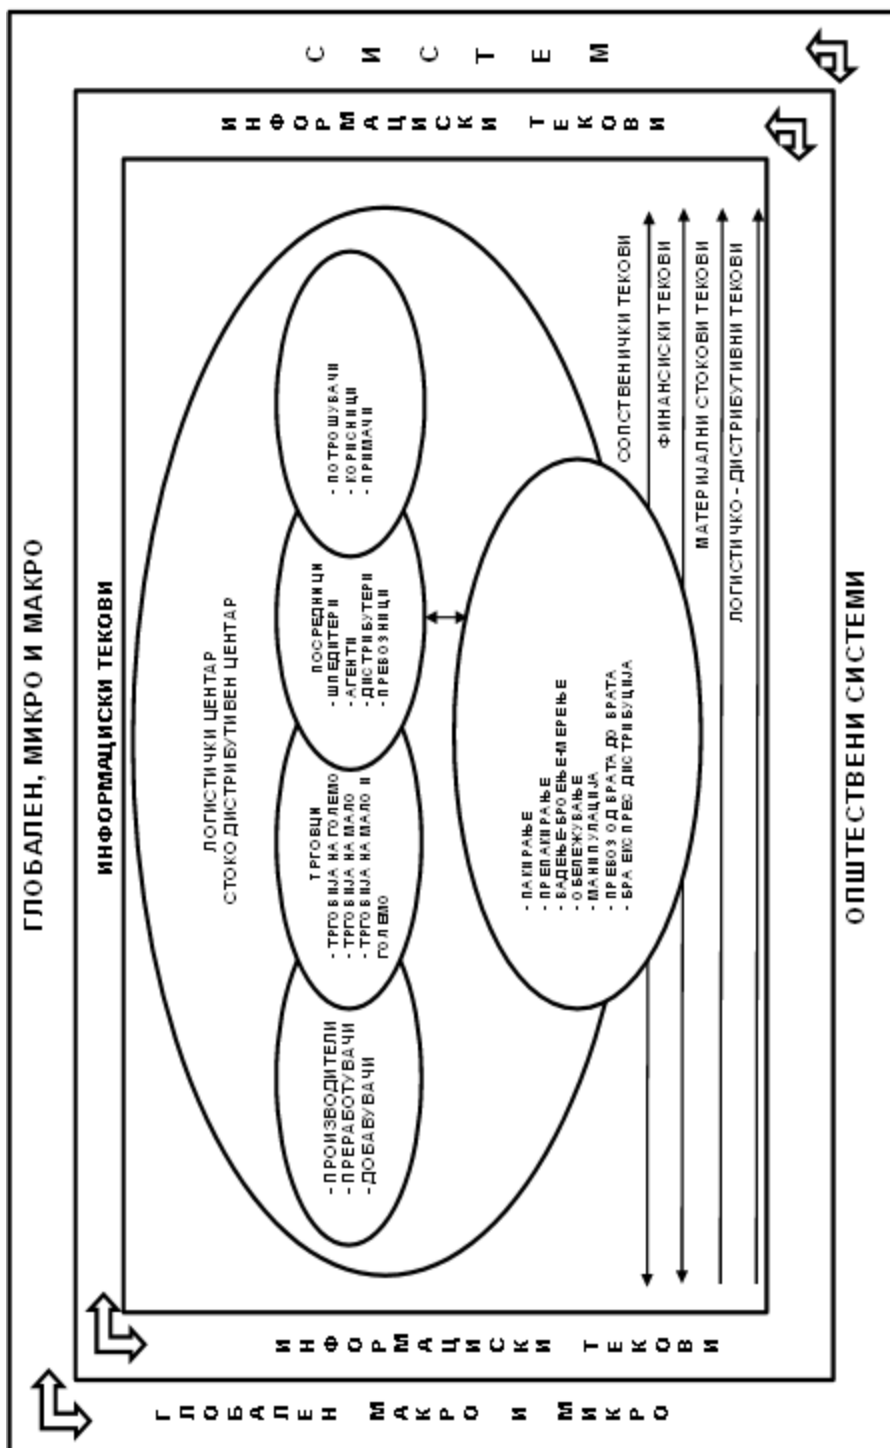 ГЛОБАЛЕН, МИКРО И МАКРО
ИНФОРМАЦИСКИ ТЕКОВИ
ГЛОБАЛЕН МАКРО И МИКРО
ИНФОРМАЦИСКИ ТЕКОВИ
ЛОГИСТИЧКИ ЦЕНТАР
СТОКО ДИСТРИБУТИВЕН ЦЕНТАР
- ПРОИЗВОДИТЕЛИ
- ПРЕРАБОТУВАЧИ
- ДОБАВУВАЧИ
ТРГОВЦИ
- ТРГОВИЈА НА ГОЛЕМО
- ТРГОВИЈА НА МАЛО
- ТРГОВИЈА НА МАЛО И
ГОЛЕМО
ПОСРЕДНИЦИ
- ШПЕДИТЕРИ
- АГЕНТИ
- ДИСТРИБУТЕРИ
- ПРЕВОЗНИЦИ
- ПОТРОШУВАЧИ
- КОРИСНИЦИ
- ПРИМАЧИ
- ПАКИРАЊЕ
- ПРЕПАКИРАЊЕ
- ВАДЕЊЕ-БРОЕЊЕ-МЕРЕЊЕ
- ОБЕЛЕЖУВАЊЕ
- МАНИПУЛАЦИЈА
- ПРЕВОЗ ОД ВРАТА ДО ВРАТА
- БРА ЕКСПРЕС ДИСТРИБУЦИЈА
СОПСТВЕНИЧКИ ТЕКОВИ
ФИНАНСИСКИ ТЕКОВИ
МАТЕРИЈАЛНИ СТОКОВИ ТЕКОВИ
ЛОГИСТИЧКО - ДИСТРИБУТИВНИ ТЕКОВИ
ИНФОРМАЦИСКИ ТЕКОВИ
СИСТЕМ
ОПШТЕСТВЕНИ СИСТЕМИ